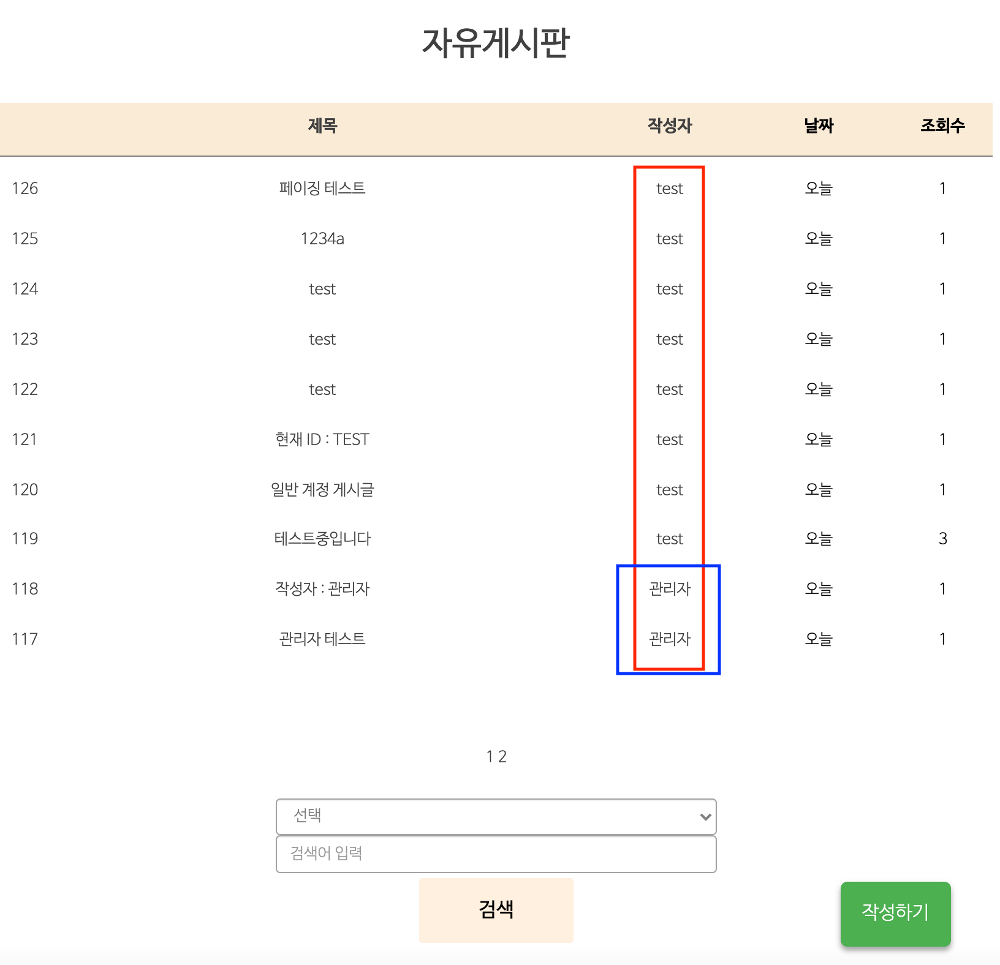 자유게시판
제목 작성자 날짜 조회수
126 페이징 테스트 test 오늘 1
125 1234a test 오늘 1
124 test test 오늘 1
123 test test 오늘 1
122 test test 오늘 1
121 현재 ID : TEST test 오늘 1
120 일반 계정 게시글 test 오늘 1
119 테스트중입니다 test 오늘 3
118 작성자 : 관리자 관리자 오늘 1
117 관리자 테스트 관리자 오늘 1
1 2
선택
검색어 입력
검색
작성하기